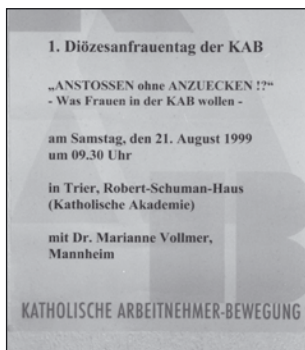 1. Diözesanfrauentag der KAB
„ANSTOSSEN ohne ANZUECKEN !?“
- Was Frauen in der KAB wollen -
am Samstag, den 21. August 1999
um 09.30 Uhr
in Trier, Robert-Schuman-Haus
(Katholische Akademie)
mit Dr. Marianne Vollmer,
Mannheim
KATHOLISCHE ARBEITNEHMER-BEWEGUNG